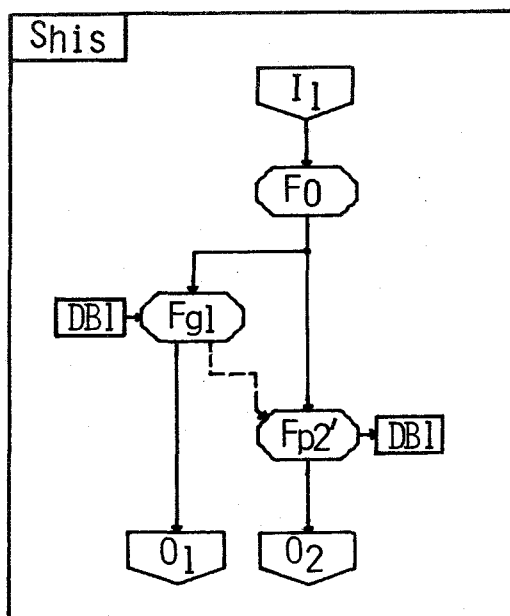 Shis
I1
F0
DB1
Fg1
Fp2′
DB1
O1
O2